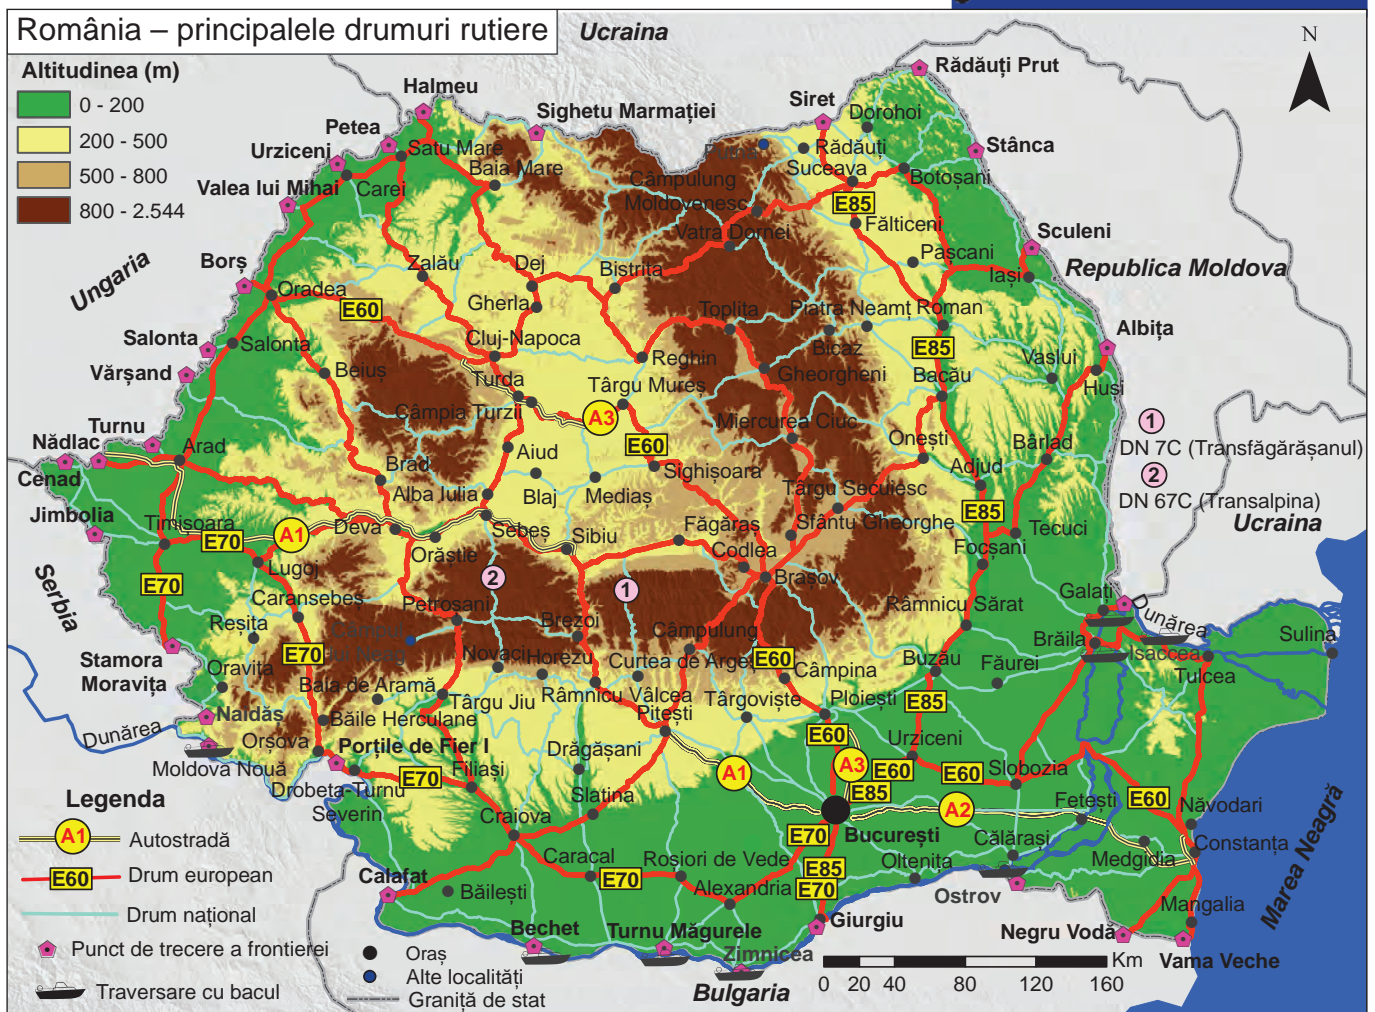 România – principalele drumuri rutiere
Ucraina
N
Altitudinea (m)
0 - 200
200 - 500
500 - 800
800 - 2.544
Rădăuți Prut
Halmeu
Sighetu Marmației
Siret
Dorohoi
Petea
Satu Mare
Urziceni
Baia Mare
Putna
Rădăuți
Stânca
Carei
Valea lui Mihai
Câmpulung
Moldovenesc
Suceava
Botoșani
E85
Fălticeni
Vatra Dornei
Pașcani
Sculeni
Iași
Republica Moldova
Ungaria
Borș
Oradea
Zalău
Dej
Bistrița
Gherla
E60
Toplița
Piatra Neamț
Roman
Bicaz
Albița
Salonta
Salonta
Cluj-Napoca
Reghin
E85
Vaslui
Huși
Vărșand
Beiuș
Turda
Târgu Mureș
Gheorgheni
Bacău
Câmpia Turzii
A3
Miercurea Ciuc
1
DN 7C (Transfăgărășanul)
2
DN 67C (Transalpina)
Ucraina
Turnu
Nădlac
Arad
Cenad
E60
Aiud
Sighișoara
Onești
Bârlad
Adjud
Brad
Alba Iulia
Blaj
Mediaș
Târgu Secuiesc
Jimbolia
Timișoara
E70
A1
Deva
Orăștie
Sebeș
Sibiu
Făgăraș
Sfântu Gheorghe
E85
Tecuci
Focșani
Codlea
Lugoj
Serbia
E70
Caransebeș
2
1
Brașov
Petroșani
Râmnicu Sărat
Galați
Dunărea
Reșița
Câmpul
lui Neag
Brezoi
Câmpulung
Brăila
Isaccea
Sulina
Stamora
Moravița
E70
Oravița
Novaci
Horezu
Curtea de Argeș
E60
Câmpina
Buzău
Făurei
Tulcea
Baia de Aramă
Târgu Jiu
Râmnicu Vâlcea
Târgoviște
Ploiești
E85
Naidăș
Băile Herculane
Pitești
Dunărea
Orșova
Porțile de Fier I
Drăgășani
E60
Urziceni
Moldova Nouă
E70
Filiași
A1
A3
E60
E85
E60
Slobozia
Drobeta-Turnu
Severin
Slatina
E60
Năvodari
Craiova
București
A2
Fetești
Constanța
E70
Călărași
Medgidia
Caracal
E70
Roșiori de Vede
E85
Oltenița
Alexandria
E70
Ostrov
Calafat
Băilești
Mangalia
Marea Neagră
Giurgiu
Negru Vodă
Vama Veche
Bechet
Turnu Măgurele
Zimnicea
Bulgaria
Legenda
A1
Autostradă
E60
Drum european
Drum național
Punct de trecere a frontierei
Traversare cu bacul
Oraș
Alte localități
Graniță de stat
Km
0 20 40 80 120 160